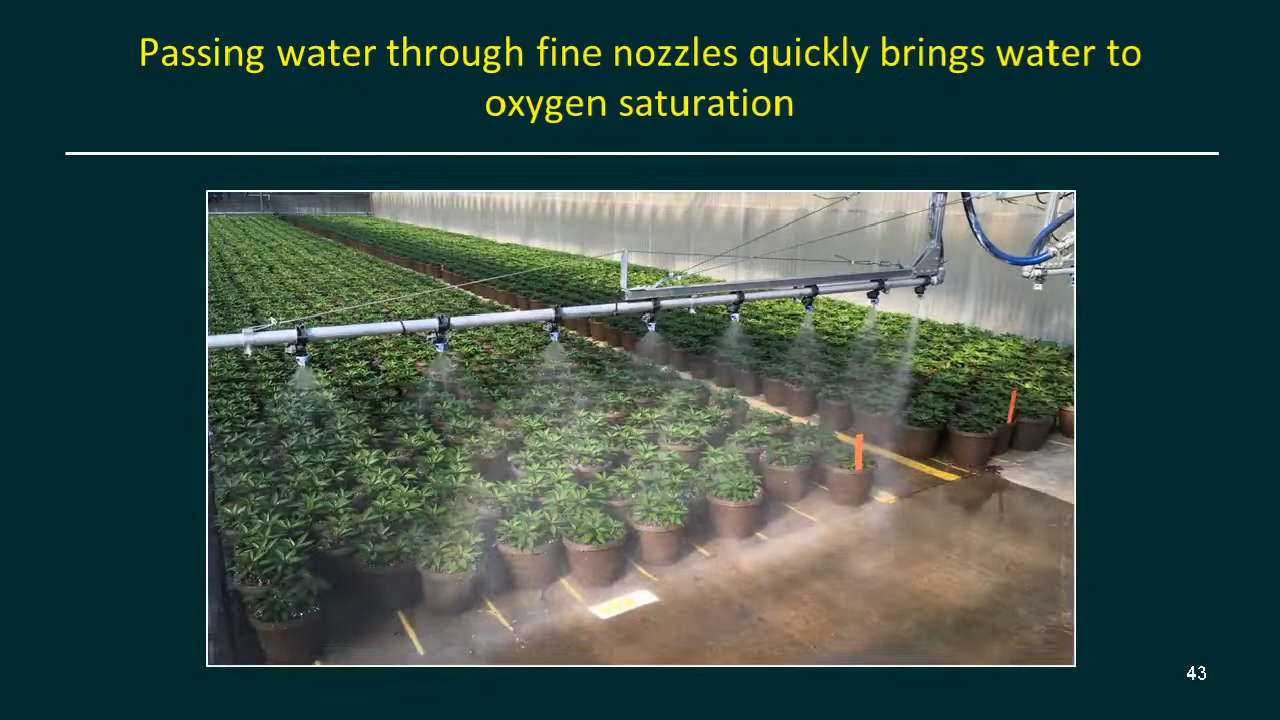 Passing water through fine nozzles quickly brings water to
oxygen saturation
43